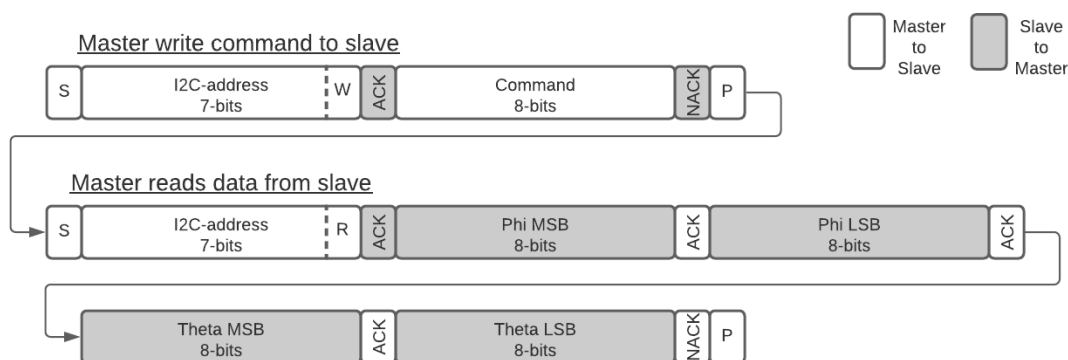 Master write command to slave
Master
to
Slave
Slave
to
Master
S
I2C-address
7-bits
W
ACK
Command
8-bits
NACK
P
Master reads data from slave
S
I2C-address
7-bits
R
ACK
Phi MSB
8-bits
ACK
Phi LSB
8-bits
ACK
Theta MSB
8-bits
ACK
Theta LSB
8-bits
NACK
P